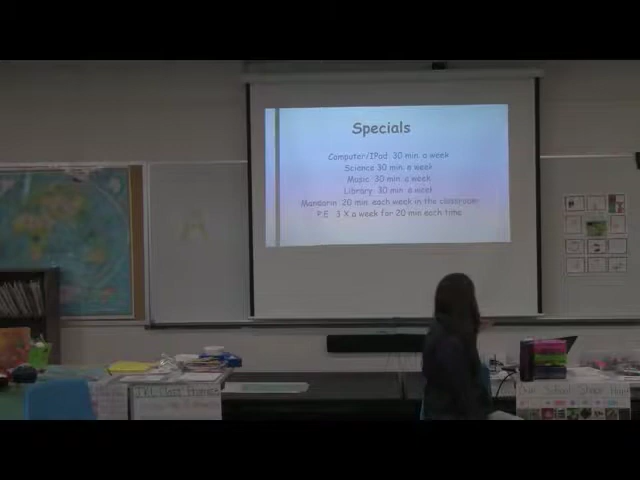 Specials
Computer/IPad 30 min. a week
Science 30 min. a week
Music 30 min. a week
Library 30 min. a week
Mandarin 20 min. each week in the classroom
P.E 3 X a week for 20 min each time